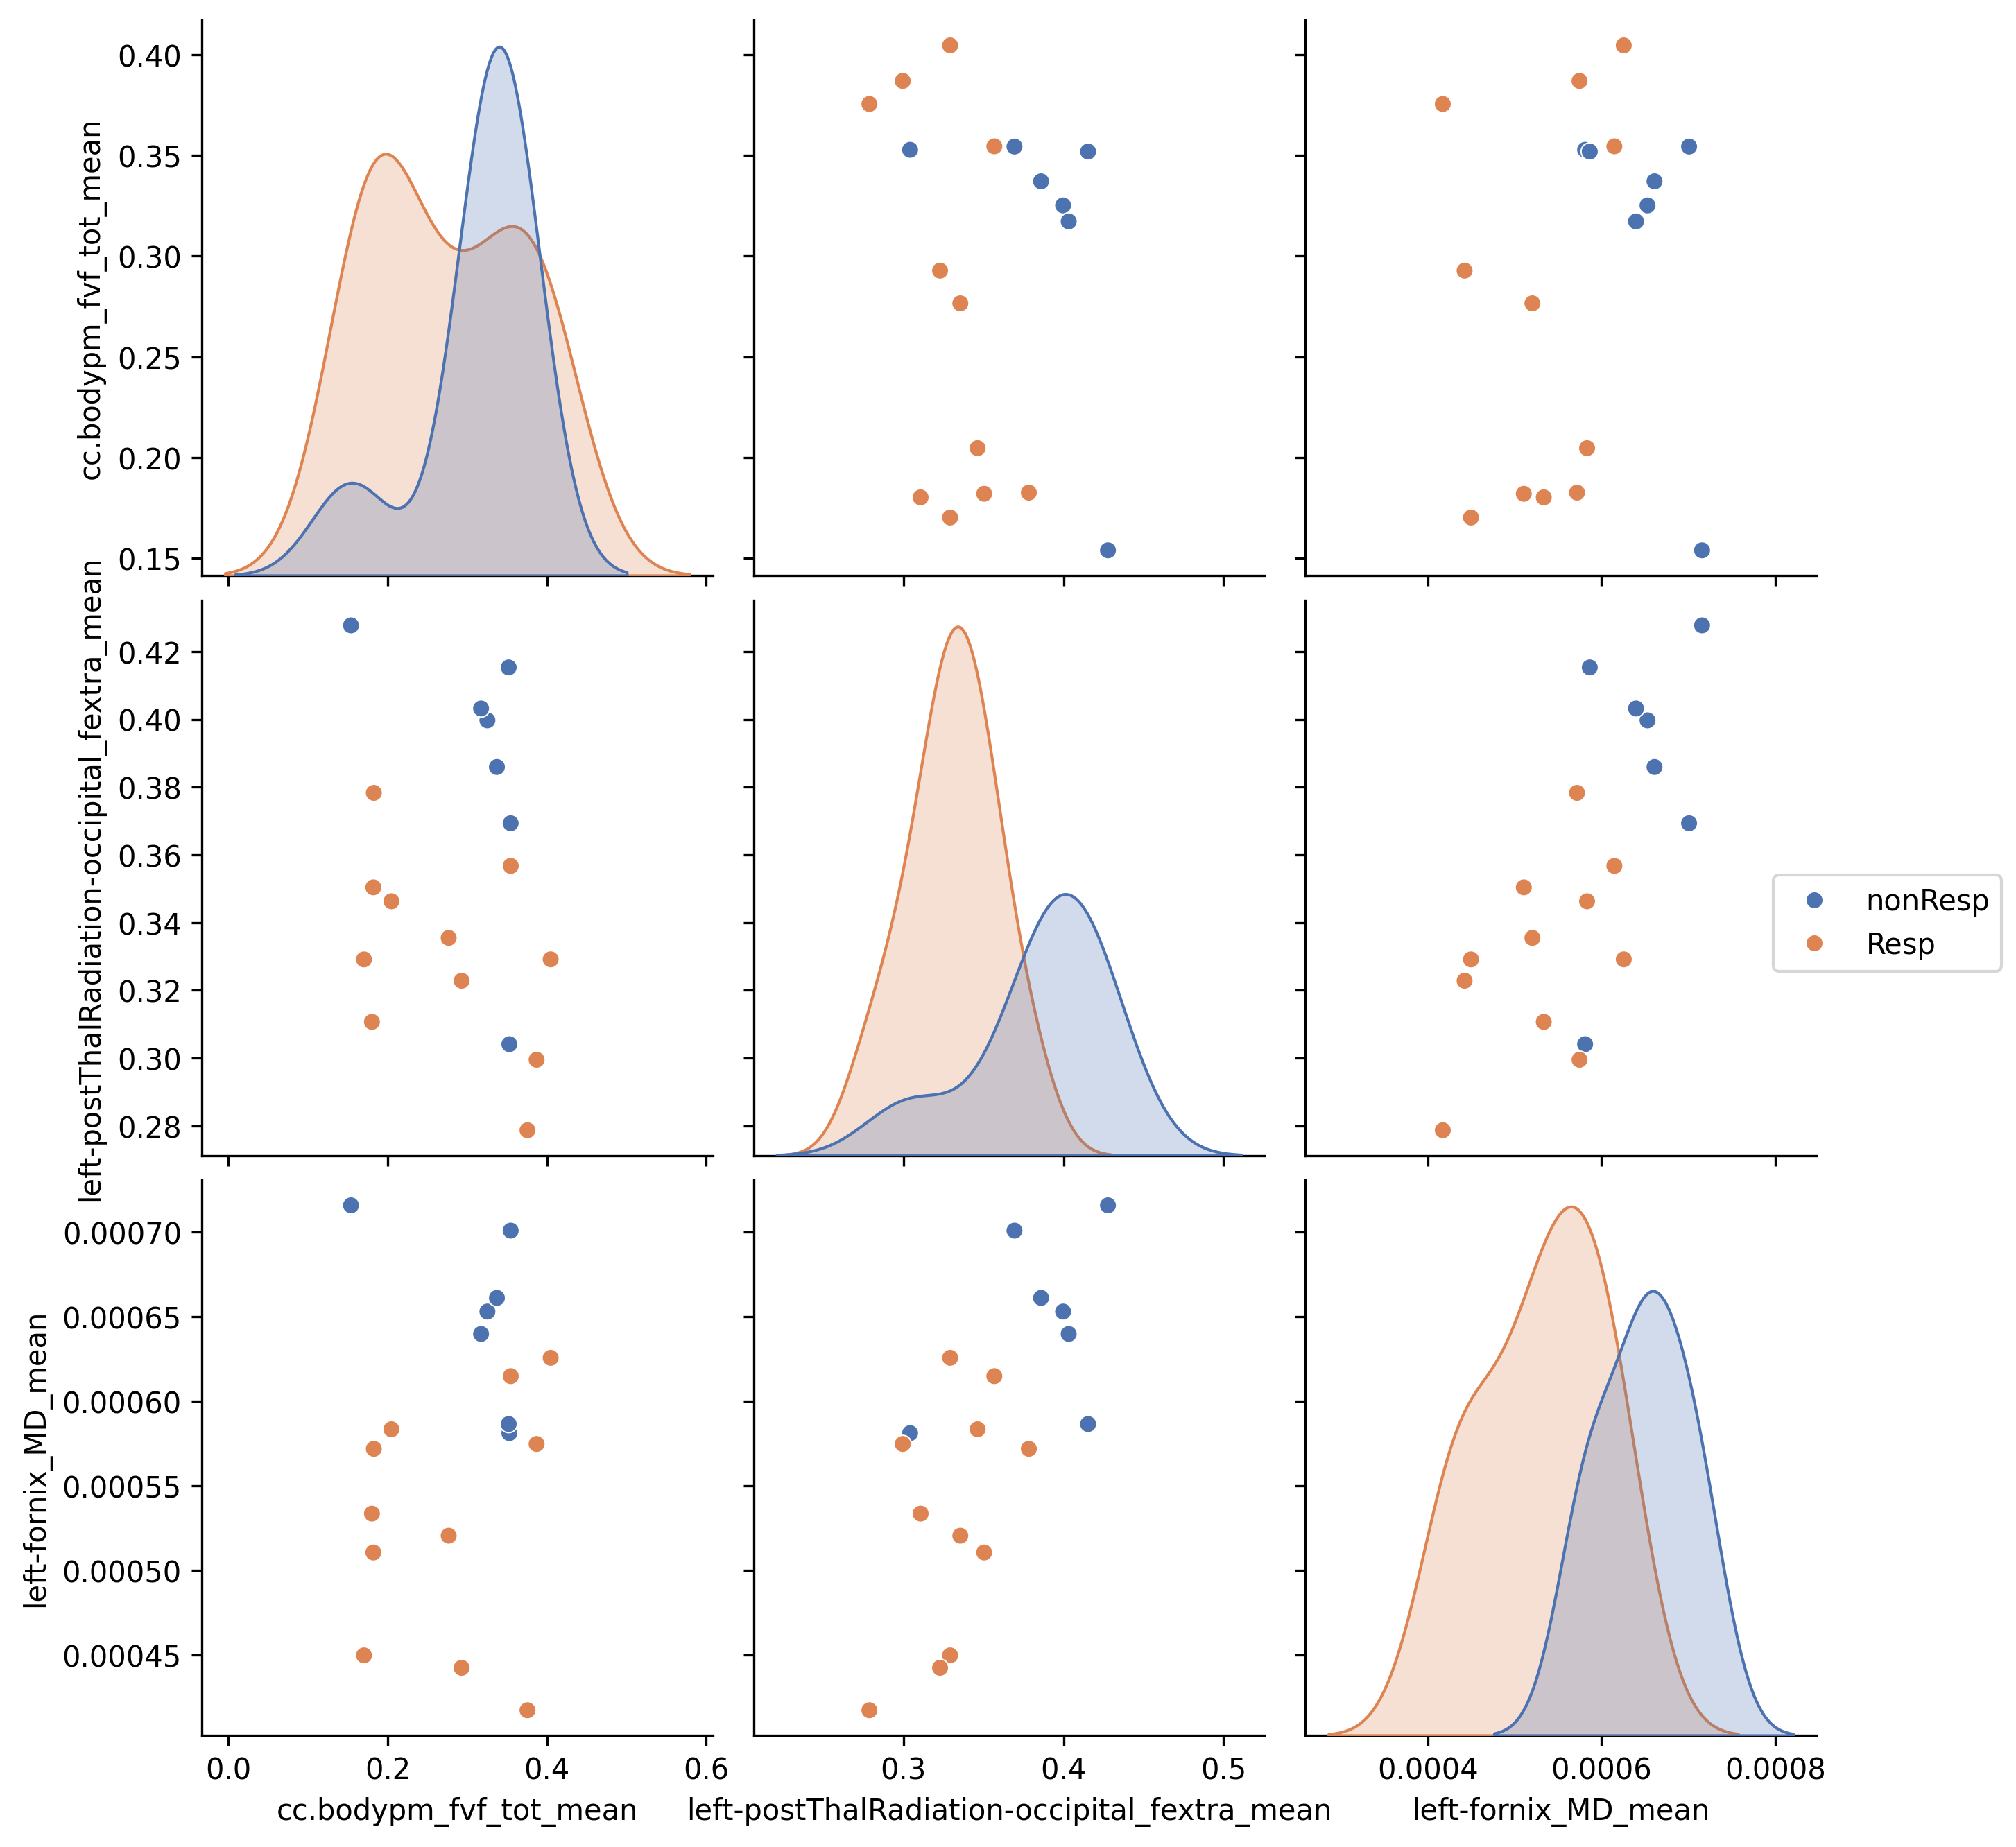 cc.bodypm_fvf_tot_mean
0.40
0.35
0.30
0.25
0.20
0.15
left-postThalRadiation-occipital_fextra_mean
0.42
0.40
0.38
0.36
0.34
0.32
0.30
0.28
nonResp
Resp
left-fornix_MD_mean
0.00070
0.00065
0.00060
0.00055
0.00050
0.00045
0.0 0.2 0.4 0.6
0.3 0.4 0.5
0.0004 0.0006 0.0008
cc.bodypm_fvf_tot_mean
left-postThalRadiation-occipital_fextra_mean
left-fornix_MD_mean